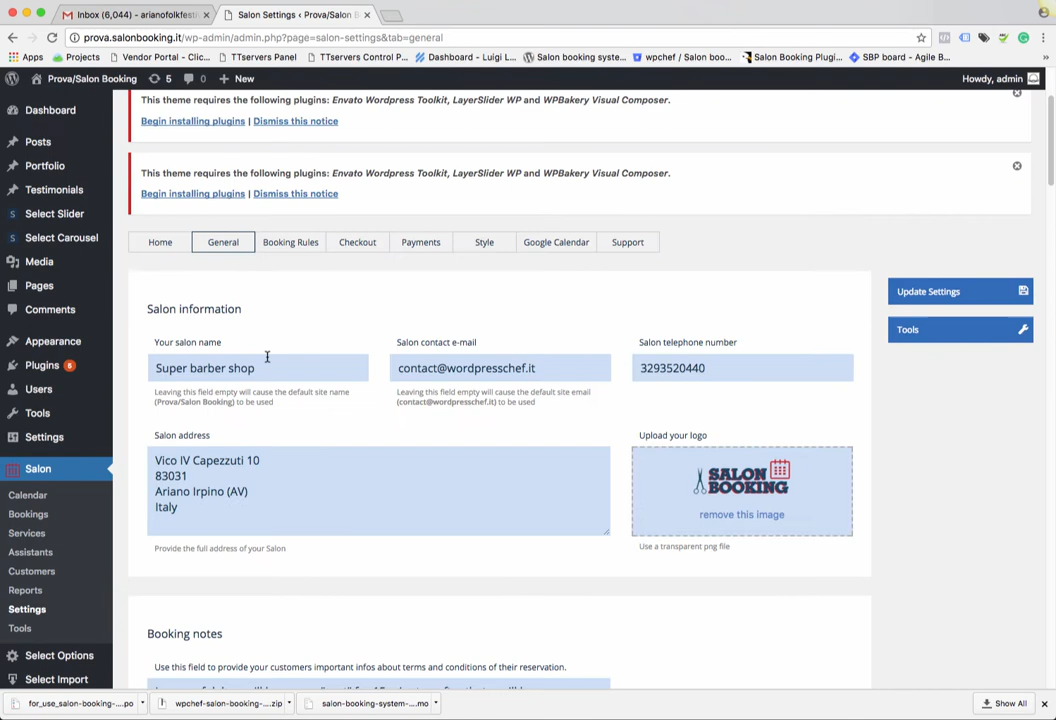 Inbox (6,044) - arianofolkfesti
Salon Settings ‹ Prova/Salon B
prova.salonbooking.it/wp-admin/admin.php?page=salon-settings&tab=general
Apps Projects Vendor Portal - Clic... TTservers Panel TTservers Control P... Dashboard - Luigi L... Salon booking syste... wpchef / Salon boo... Salon Booking Plugi... SBP board - Agile B...
Prova/Salon Booking 5 0 + New Howdy, admin
This theme requires the following plugins: Envato Wordpress Toolkit, LayerSlider WP and WPBakery Visual Composer.
Begin installing plugins | Dismiss this notice
This theme requires the following plugins: Envato Wordpress Toolkit, LayerSlider WP and WPBakery Visual Composer.
Begin installing plugins | Dismiss this notice
Dashboard
Posts
Portfolio
Testimonials
Select Slider
Select Carousel
Media
Pages
Comments
Appearance
Plugins 5
Users
Tools
Settings
Salon
Calendar
Bookings
Services
Assistants
Customers
Reports
Settings
Tools
Select Options
Select Import
Home General Booking Rules Checkout Payments Style Google Calendar Support
Update Settings
Tools
Salon information
Your salon name
Super barber shop
Leaving this field empty will cause the default site name
(Prova/Salon Booking) to be used
Salon contact e-mail
contact@wordpresschef.it
Leaving this field empty will cause the default site email
(contact@wordpresschef.it) to be used
Salon telephone number
3293520440
Salon address
Vico IV Capezzuti 10
83031
Ariano Irpino (AV)
Italy
Provide the full address of your Salon
Upload your logo
SALON
BOOKING
remove this image
Use a transparent png file
Booking notes
Use this field to provide your customers important infos about terms and conditions of their reservation.
for_use_salon-booking-....po wpchef-salon-booking-....zip salon-booking-system-....mo Show All